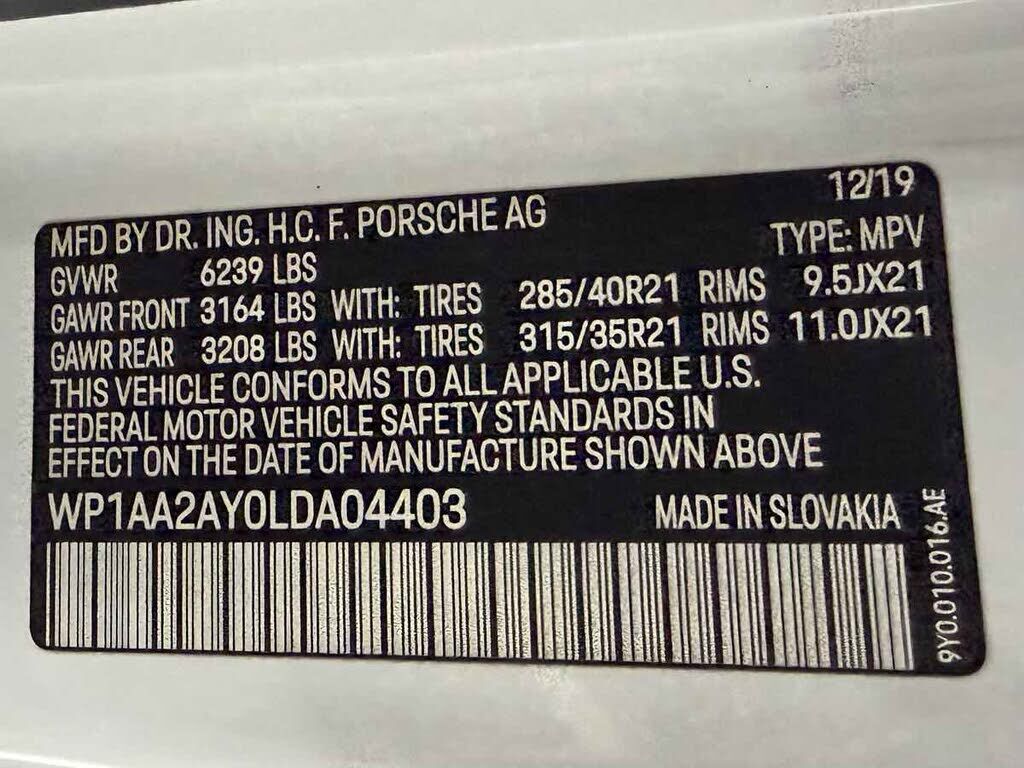 12/19
MFD BY DR. ING. H.C. F. PORSCHE AG TYPE: MPV
GVWR 6239 LBS
GAWR FRONT 3164 LBS WITH: TIRES 285/40R21 RIMS 9.5JX21
GAWR REAR 3208 LBS WITH: TIRES 315/35R21 RIMS 11.0JX21
THIS VEHICLE CONFORMS TO ALL APPLICABLE U.S.
FEDERAL MOTOR VEHICLE SAFETY STANDARDS IN
EFFECT ON THE DATE OF MANUFACTURE SHOWN ABOVE
WP1AA2AY0LDA04403 MADE IN SLOVAKIA
9Y0.010.016.AE